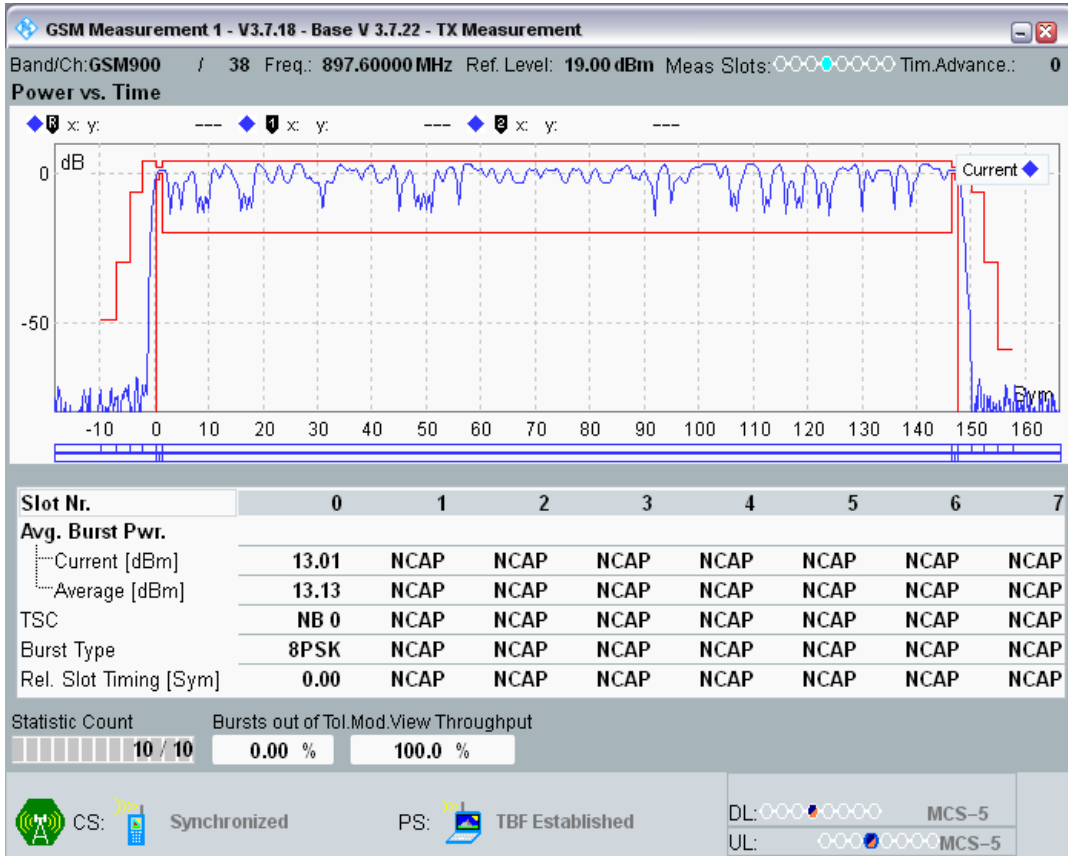 GSM Measurement 1 - V3.7.18 - Base V 3.7.22 - TX Measurement
Band/Ch:GSM900 / 38 Freq.: 897.60000 MHz Ref. Level: 19.00 dBm Meas Slots: Tim.Advance.: 0
Power vs. Time
R x: y: --- 1 x: y: --- 2 x: y: ---
dB
Current
0
-50
Sym
-10 0 10 20 30 40 50 60 70 80 90 100 110 120 130 140 150 160
Slot Nr. 0 1 2 3 4 5 6 7
Avg. Burst Pwr.
Current [dBm] 13.01 NCAP NCAP NCAP NCAP NCAP NCAP NCAP
Average [dBm] 13.13 NCAP NCAP NCAP NCAP NCAP NCAP NCAP
TSC NB 0 NCAP NCAP NCAP NCAP NCAP NCAP NCAP
Burst Type 8PSK NCAP NCAP NCAP NCAP NCAP NCAP NCAP
Rel. Slot Timing [Sym] 0.00 NCAP NCAP NCAP NCAP NCAP NCAP NCAP
Statistic Count Bursts out of Tol. Mod.View Throughput
10 / 10 0.00 % 100.0 %
CS: Synchronized PS: TBF Established
DL: MCS-5
UL: MCS-5